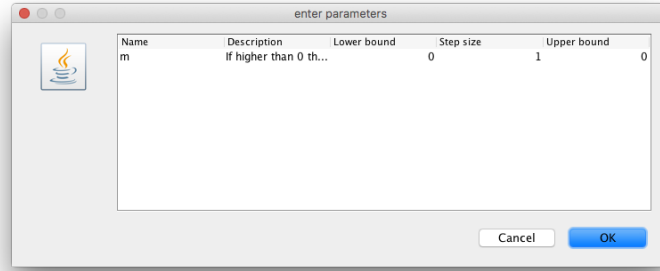 enter parameters
Name Description Lower bound Step size Upper bound
m If higher than 0 th... 0 1 0
Cancel OK